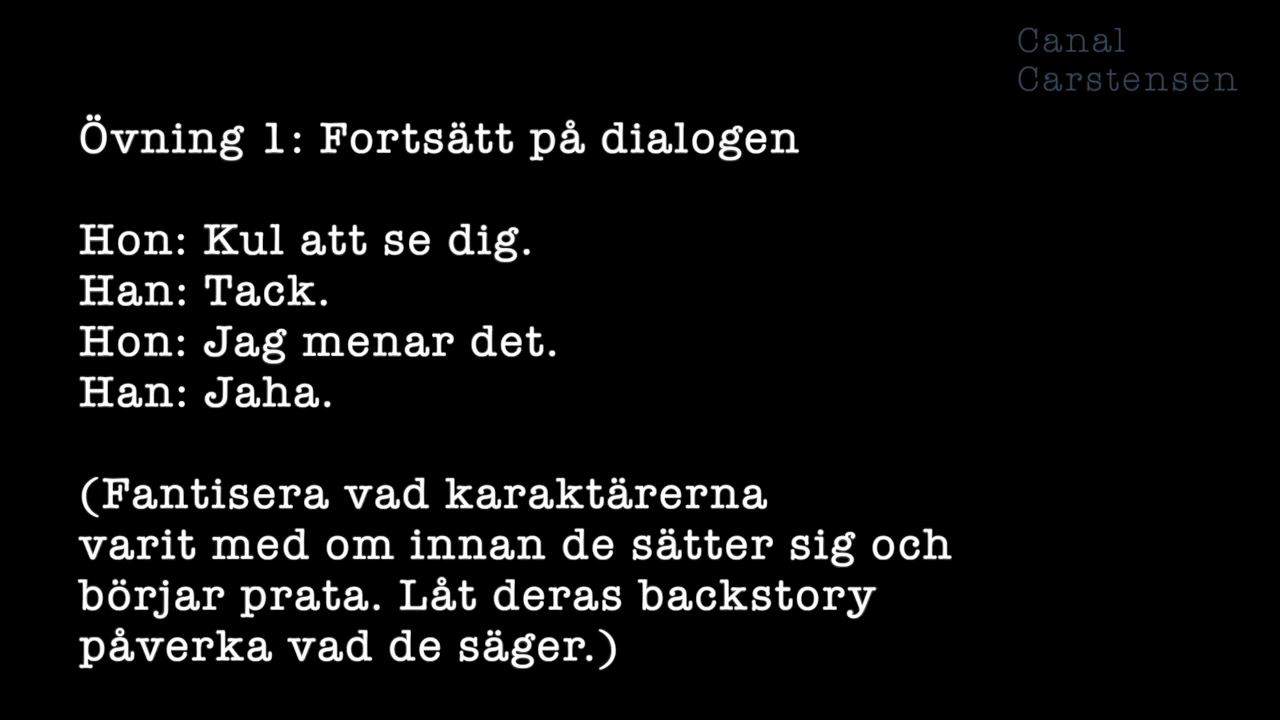 Canal
Carstensen
Övning 1: Fortsätt på dialogen
Hon: Kul att se dig.
Han: Tack.
Hon: Jag menar det.
Han: Jaha.
(Fantisera vad karaktärerna
varit med om innan de sätter sig och
börjar prata. Låt deras backstory
påverka vad de säger.)